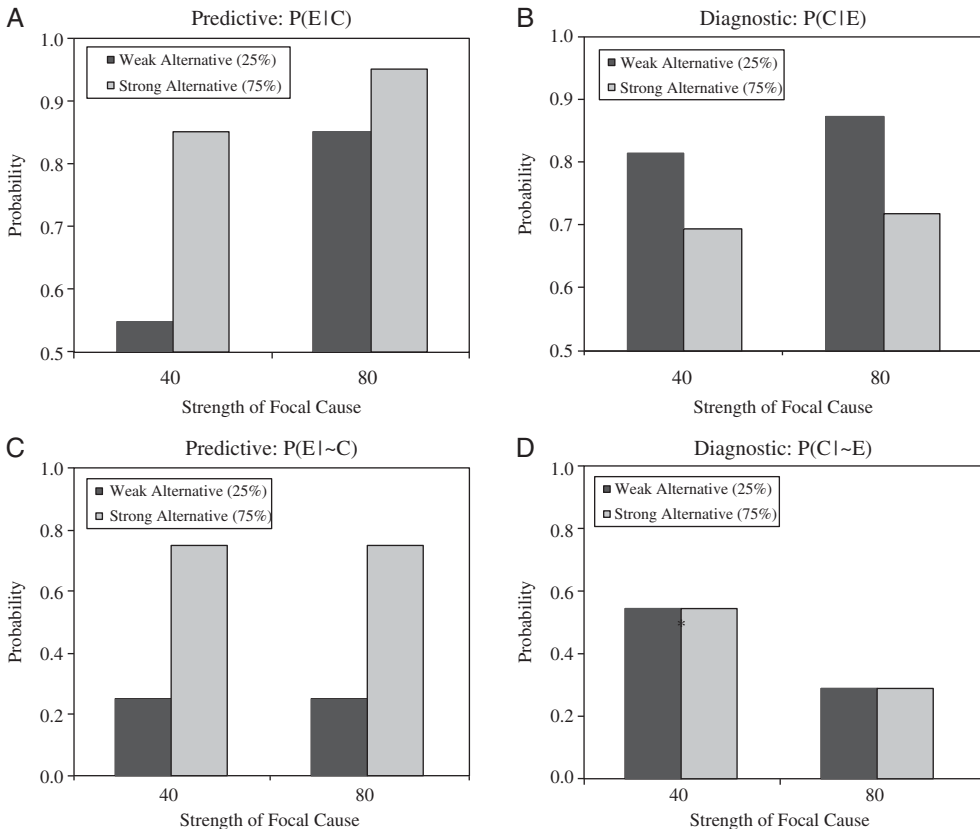 A
Predictive: P(E|C)
1.0
0.9
0.8
0.7
0.6
0.5
Probability
Weak Alternative (25%)
Strong Alternative (75%)
40
80
Strength of Focal Cause
B
Diagnostic: P(C|E)
1.0
0.9
0.8
0.7
0.6
0.5
Probability
Weak Alternative (25%)
Strong Alternative (75%)
40
80
Strength of Focal Cause
C
Predictive: P(E|~C)
1.0
0.8
0.6
0.4
0.2
0.0
Probability
Weak Alternative (25%)
Strong Alternative (75%)
40
80
Strength of Focal Cause
D
Diagnostic: P(C|~E)
1.0
0.8
0.6
0.4
0.2
0.0
Probability
Weak Alternative (25%)
Strong Alternative (75%)
*
40
80
Strength of Focal Cause